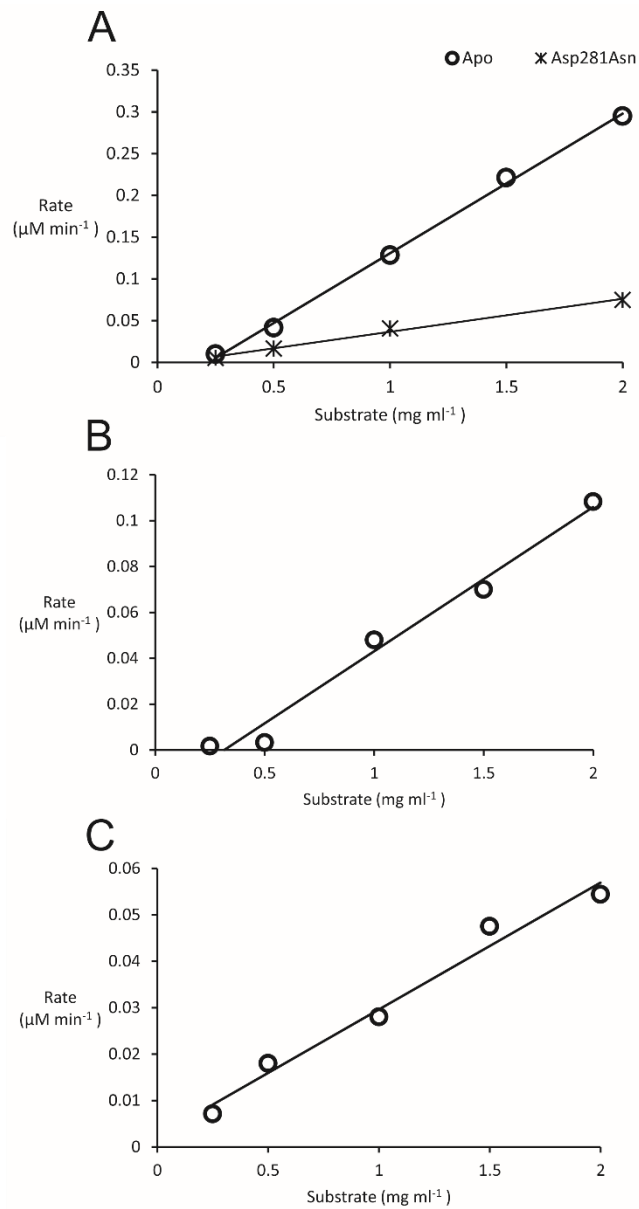 A
Apo Asp281Asn
0.35
0.3
0.25
0.2
0.15
0.1
0.05
0
Rate
(µM min⁻¹ )
0 0.5 1 1.5 2
Substrate (mg ml⁻¹ )
B
0.12
0.1
0.08
0.06
0.04
0.02
0
Rate
(µM min⁻¹ )
0 0.5 1 1.5 2
Substrate (mg ml⁻¹ )
C
0.06
0.05
0.04
0.03
0.02
0.01
0
Rate
(µM min⁻¹ )
0 0.5 1 1.5 2
Substrate (mg ml⁻¹ )